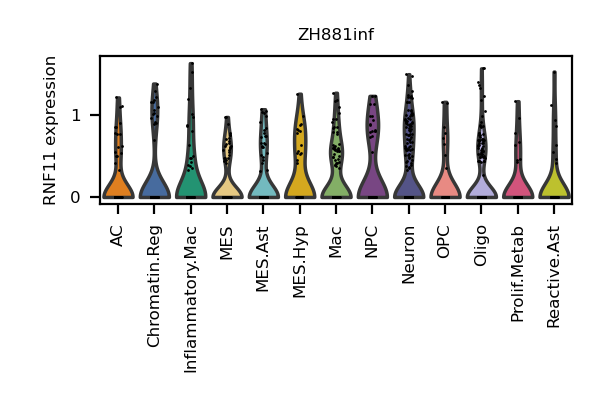 ZH881inf
RNF11 expression
1
0
AC
Chromatin.Reg
Inflammatory.Mac
MES
MES.Ast
MES.Hyp
Mac
NPC
Neuron
OPC
Oligo
Prolif.Metab
Reactive.Ast